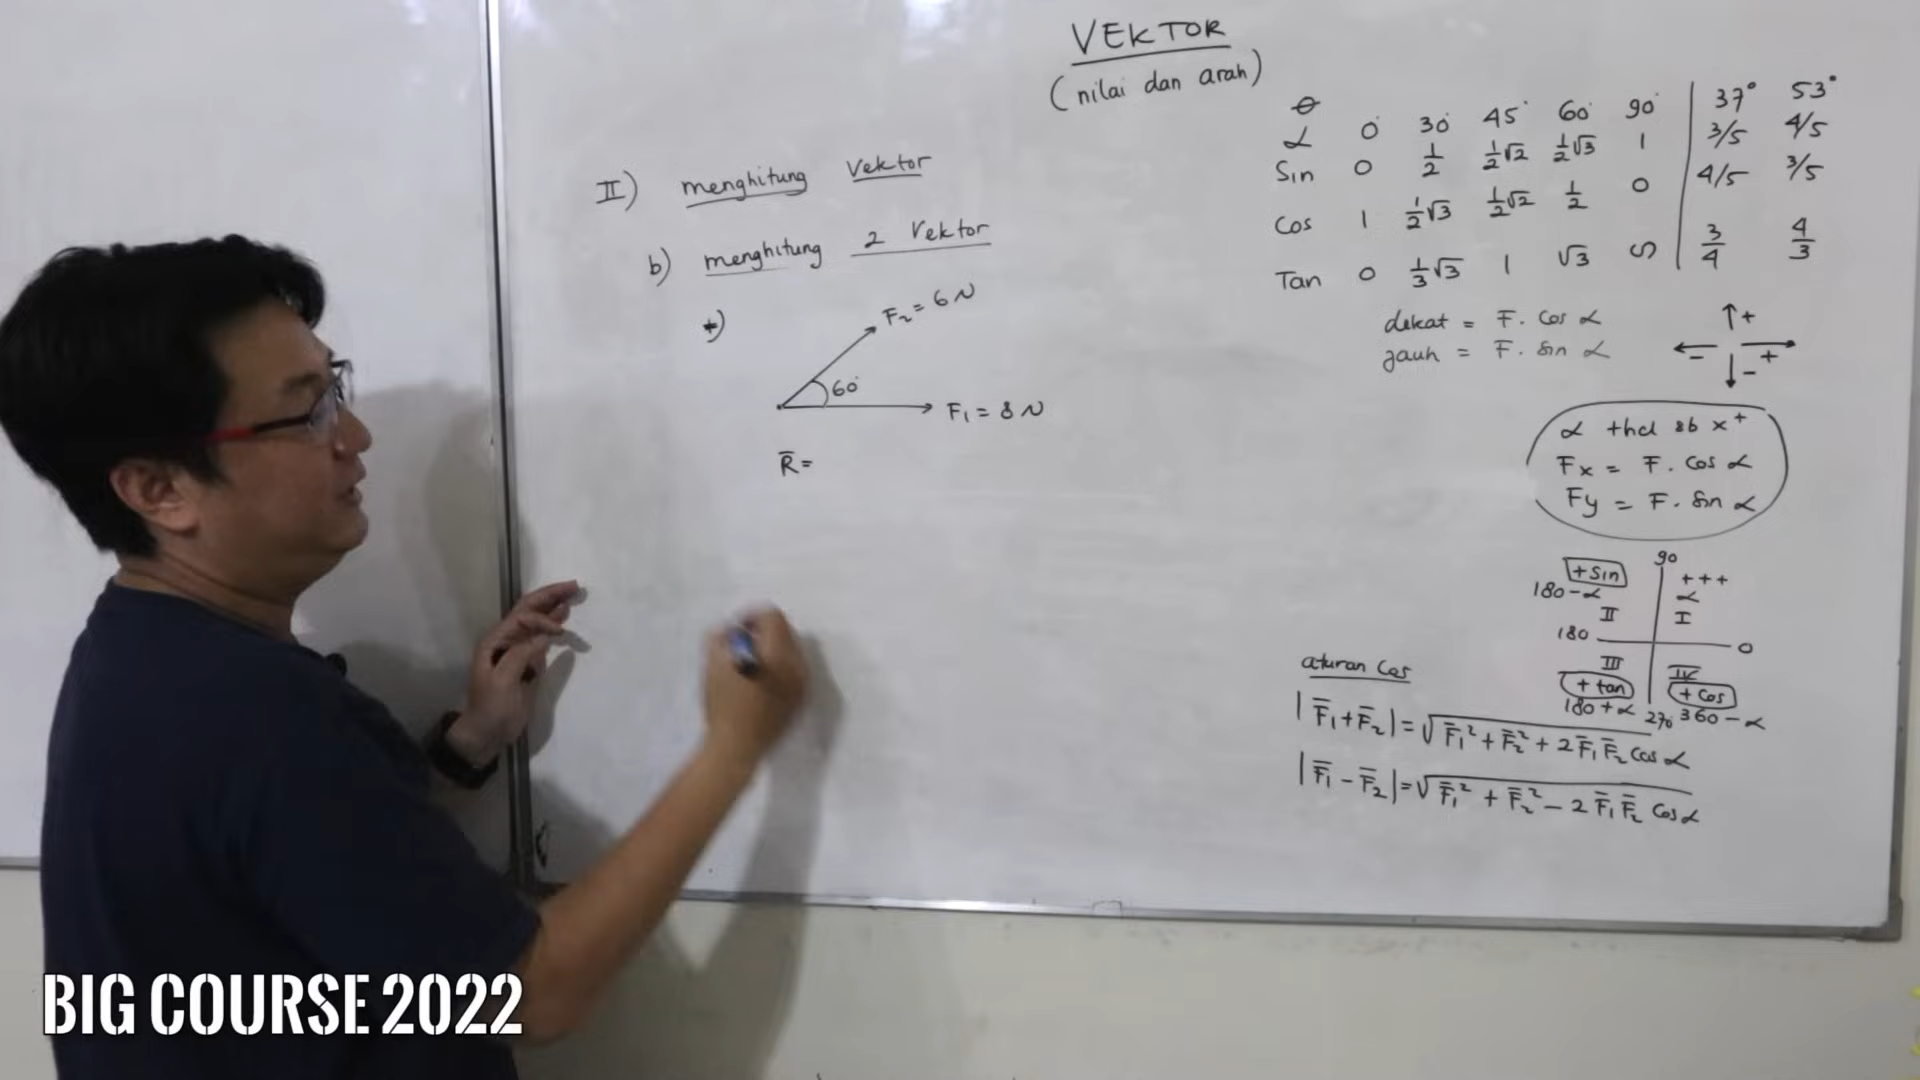 VEKTOR
(nilai dan arah)
II) menghitung Vektor
b) menghitung 2 Vektor
*)
F₂ = 6 N
60°
F₁ = 8 N
R̅ =
θ
α 0° 30° 45° 60° 90° 37° 53°
Sin 0 1/2 1/2√2 1/2√3 1 3/5 4/5
Cos 1 1/2√3 1/2√2 1/2 0 4/5 3/5
Tan 0 1/3√3 1 √3 ∽ 3/4 4/3
dekat = F. Cos α
jauh = F. Sin α
+
- +
-
α thd sb x+
Fx = F. Cos α
Fy = F. Sin α
90
+Sin +++
180-α α
II I
180 0
III IV
+tan +Cos
180+α 270 360-α
aturan Cos
|F̅₁+F̅₂| = √F̅₁² + F̅₂² + 2 F̅₁ F̅₂ Cos α
|F̅₁ - F̅₂| = √F̅₁² + F̅₂² - 2 F̅₁ F̅₂ Cos α
BIG COURSE 2022